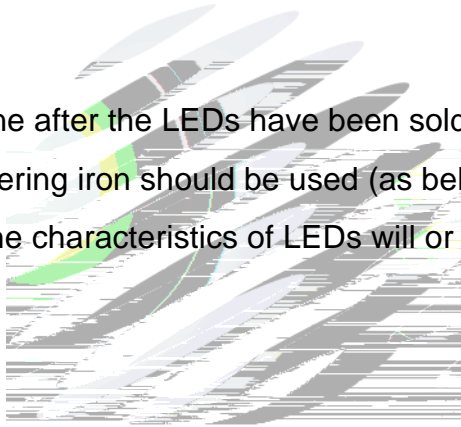 ne after the LEDs have been sold
ering iron should be used (as bel
ne characteristics of LEDs will or